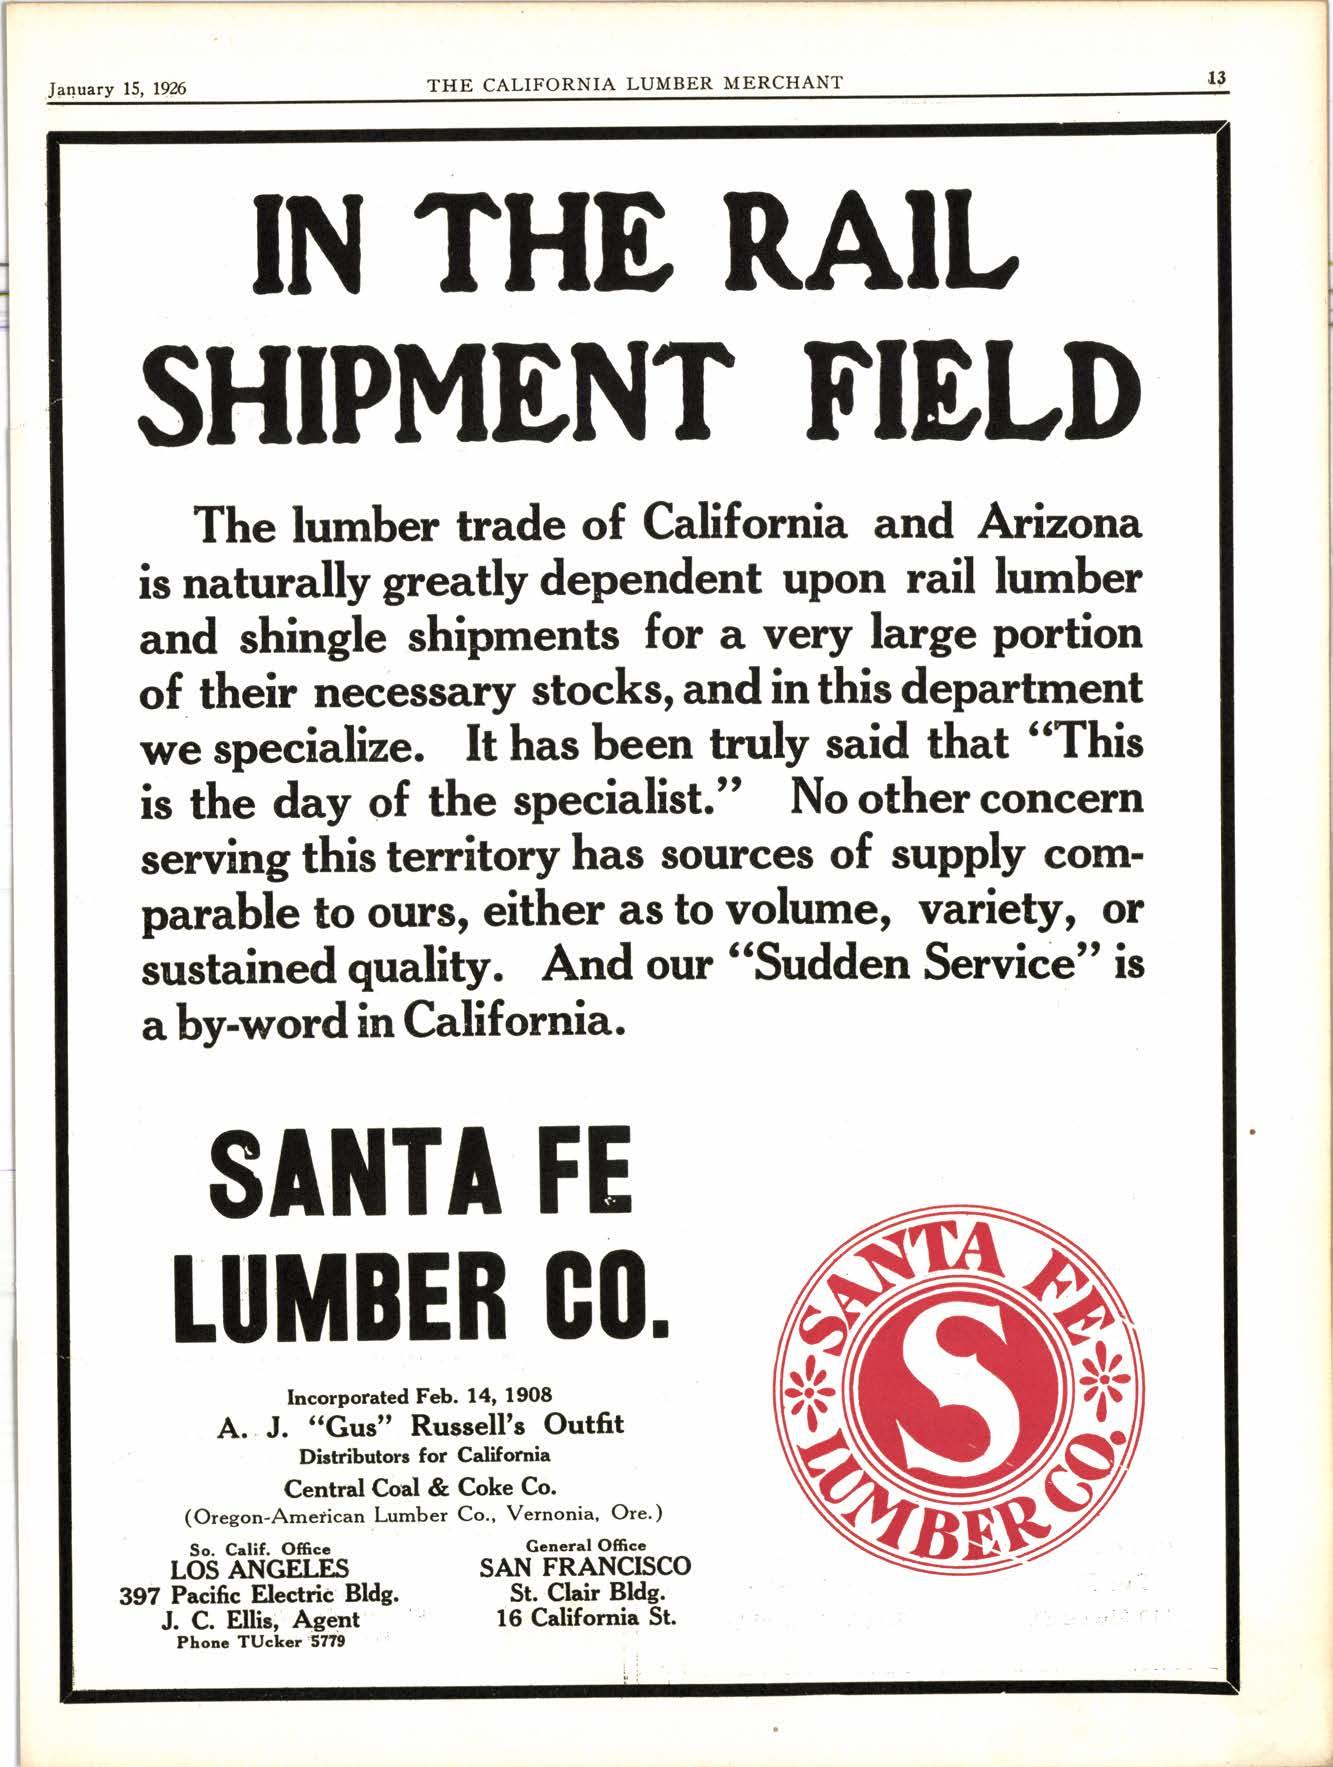 January 15, 1926 THE CALIFORNIA LUMBER MERCHANT 13
IN THE RAIL
SHIPMENT FIELD
The lumber trade of California and Arizona
is naturally greatly dependent upon rail lumber
and shingle shipments for a very large portion
of their necessary stocks, and in this department
we specialize. It has been truly said that “This
is the day of the specialist.” No other concern
serving this territory has sources of supply com-
parable to ours, either as to volume, variety, or
sustained quality. And our “Sudden Service” is
a by-word in California.
SANTA FE
LUMBER CO.
Incorporated Feb. 14, 1908
A. J. “Gus” Russell’s Outfit
Distributors for California
Central Coal & Coke Co.
(Oregon-American Lumber Co., Vernonia, Ore.)
So. Calif. Office
LOS ANGELES
397 Pacific Electric Bldg.
J. C. Ellis, Agent
Phone TUcker 5779
General Office
SAN FRANCISCO
St. Clair Bldg.
16 California St.
SANTA FE
S
LUMBER CO.